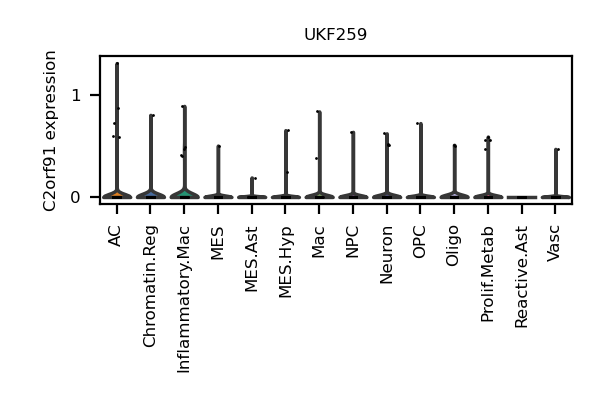 UKF259
C2orf91 expression
1
0
AC
Chromatin.Reg
Inflammatory.Mac
MES
MES.Ast
MES.Hyp
Mac
NPC
Neuron
OPC
Oligo
Prolif.Metab
Reactive.Ast
Vasc